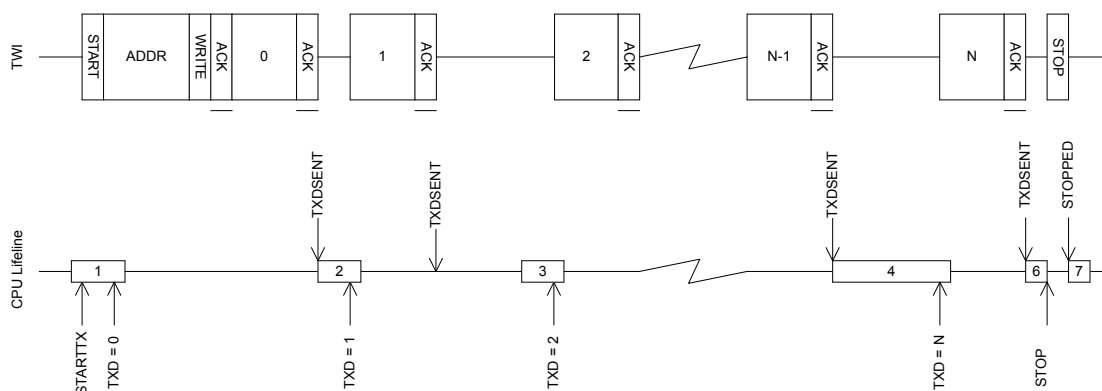 TWI
START
ADDR
WRITE
ACK
0
ACK
1
ACK
2
ACK
N-1
ACK
N
ACK
STOP
CPU Lifeline
TXDSENT
TXDSENT
TXDSENT
TXDSENT
STOPPED
1
2
3
4
6
7
STARTTX
TXD = 0
TXD = 1
TXD = 2
TXD = N
STOP